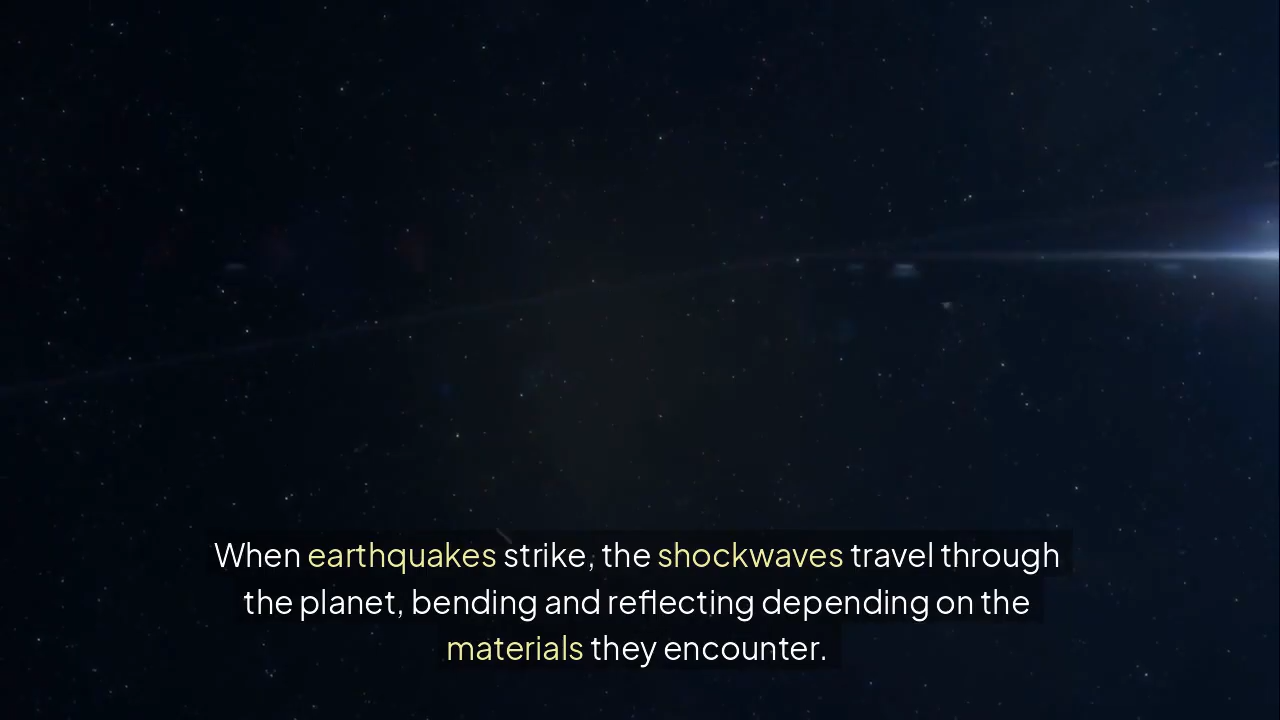 When earthquakes strike, the shockwaves travel through
the planet, bending and reflecting depending on the
materials they encounter.